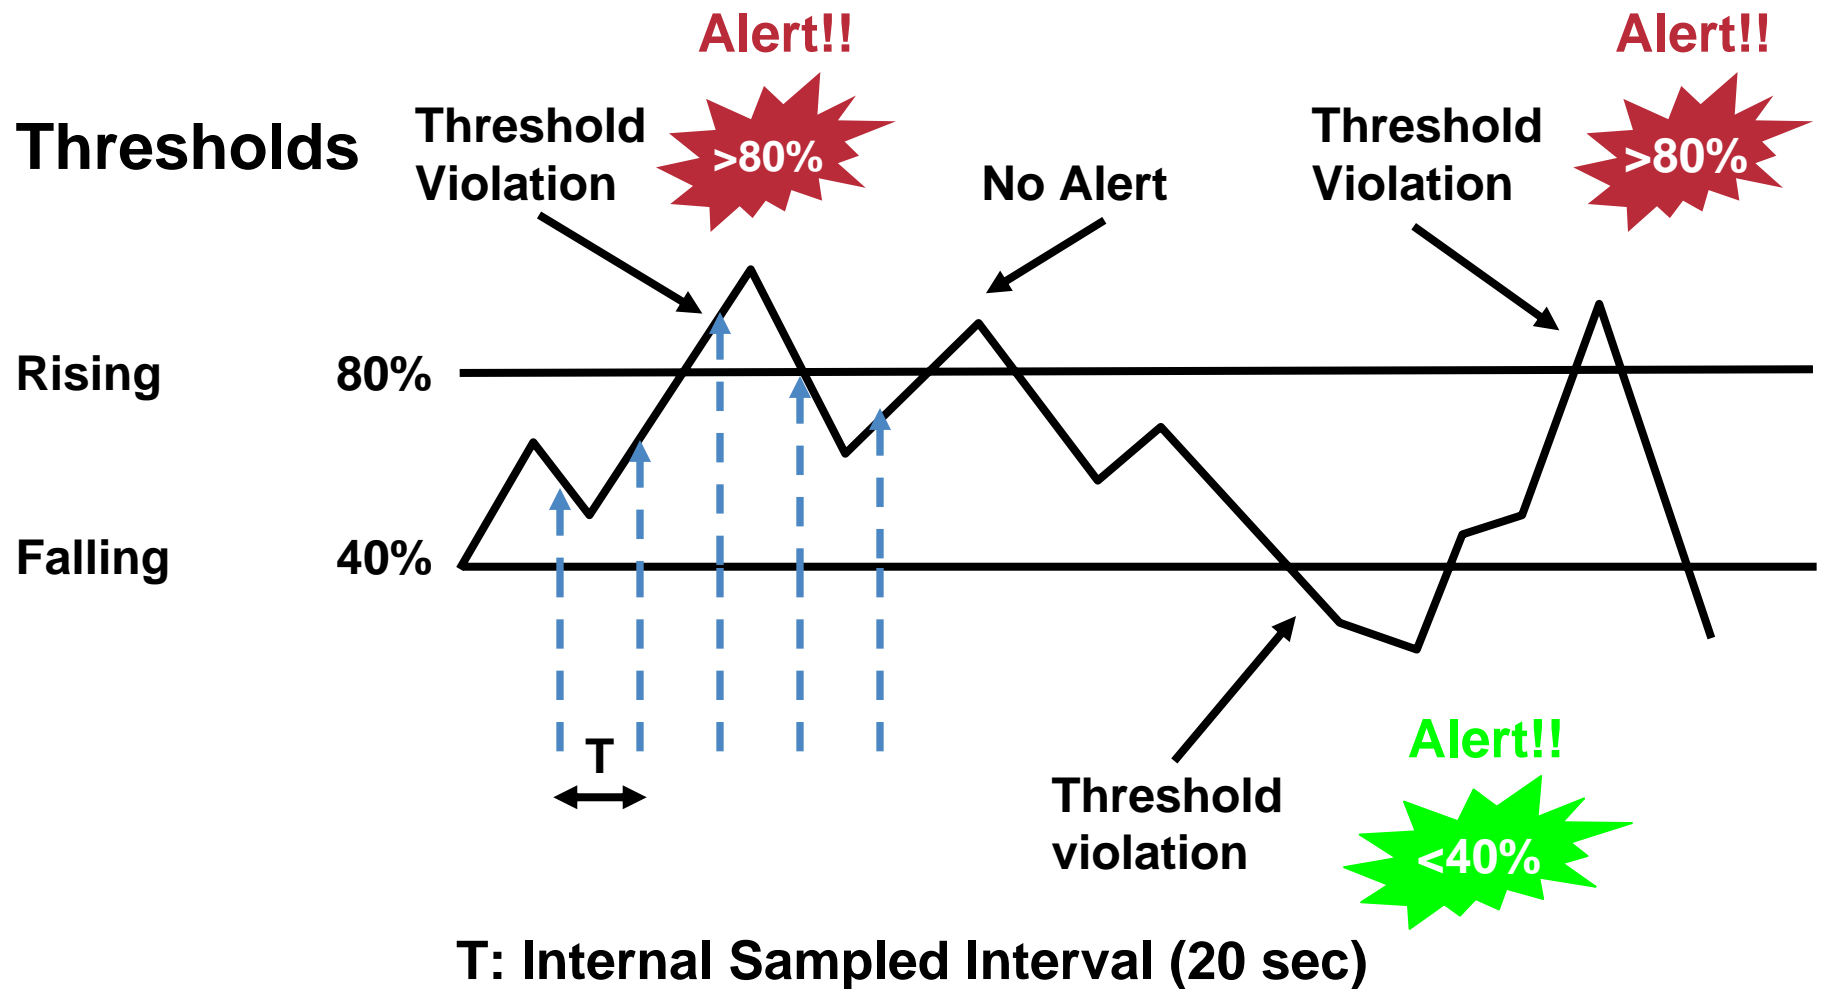 Alert!!
Alert!!
Thresholds
Threshold
Violation
>80%
No Alert
Threshold
Violation
>80%
Rising
80%
Falling
40%
T
Threshold
violation
Alert!!
<40%
T: Internal Sampled Interval (20 sec)